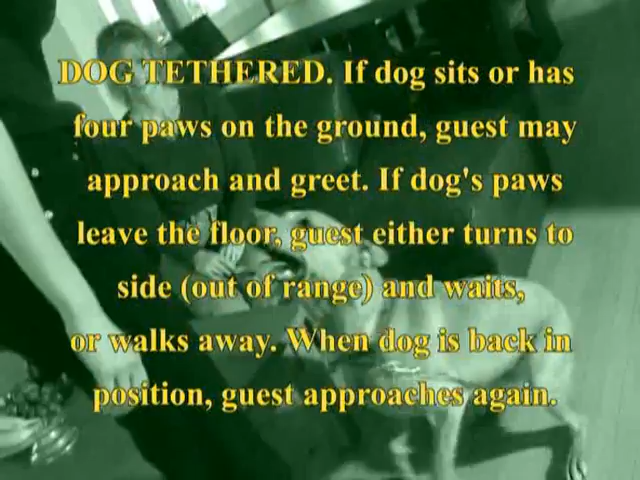 DOG TETHERED. If dog sits or has
four paws on the ground, guest may
approach and greet. If dog's paws
leave the floor, guest either turns to
side (out of range) and waits,
or walks away. When dog is back in
position, guest approaches again.